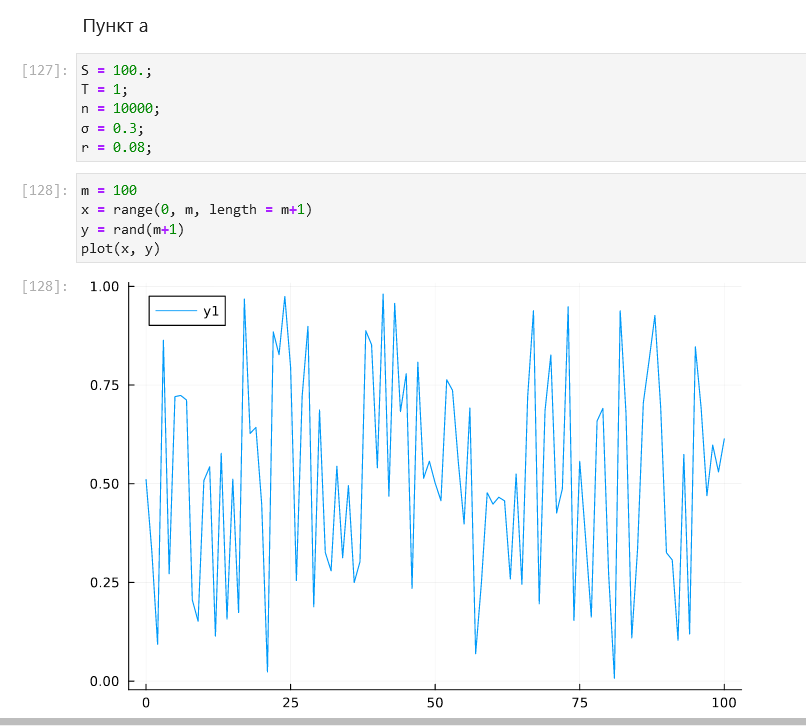 Пункт а
[127]:
S = 100.;
T = 1;
n = 10000;
σ = 0.3;
r = 0.08;
[128]:
m = 100
x = range(0, m, length = m+1)
y = rand(m+1)
plot(x, y)
[128]:
1.00
y1
0.75
0.50
0.25
0.00
0 25 50 75 100